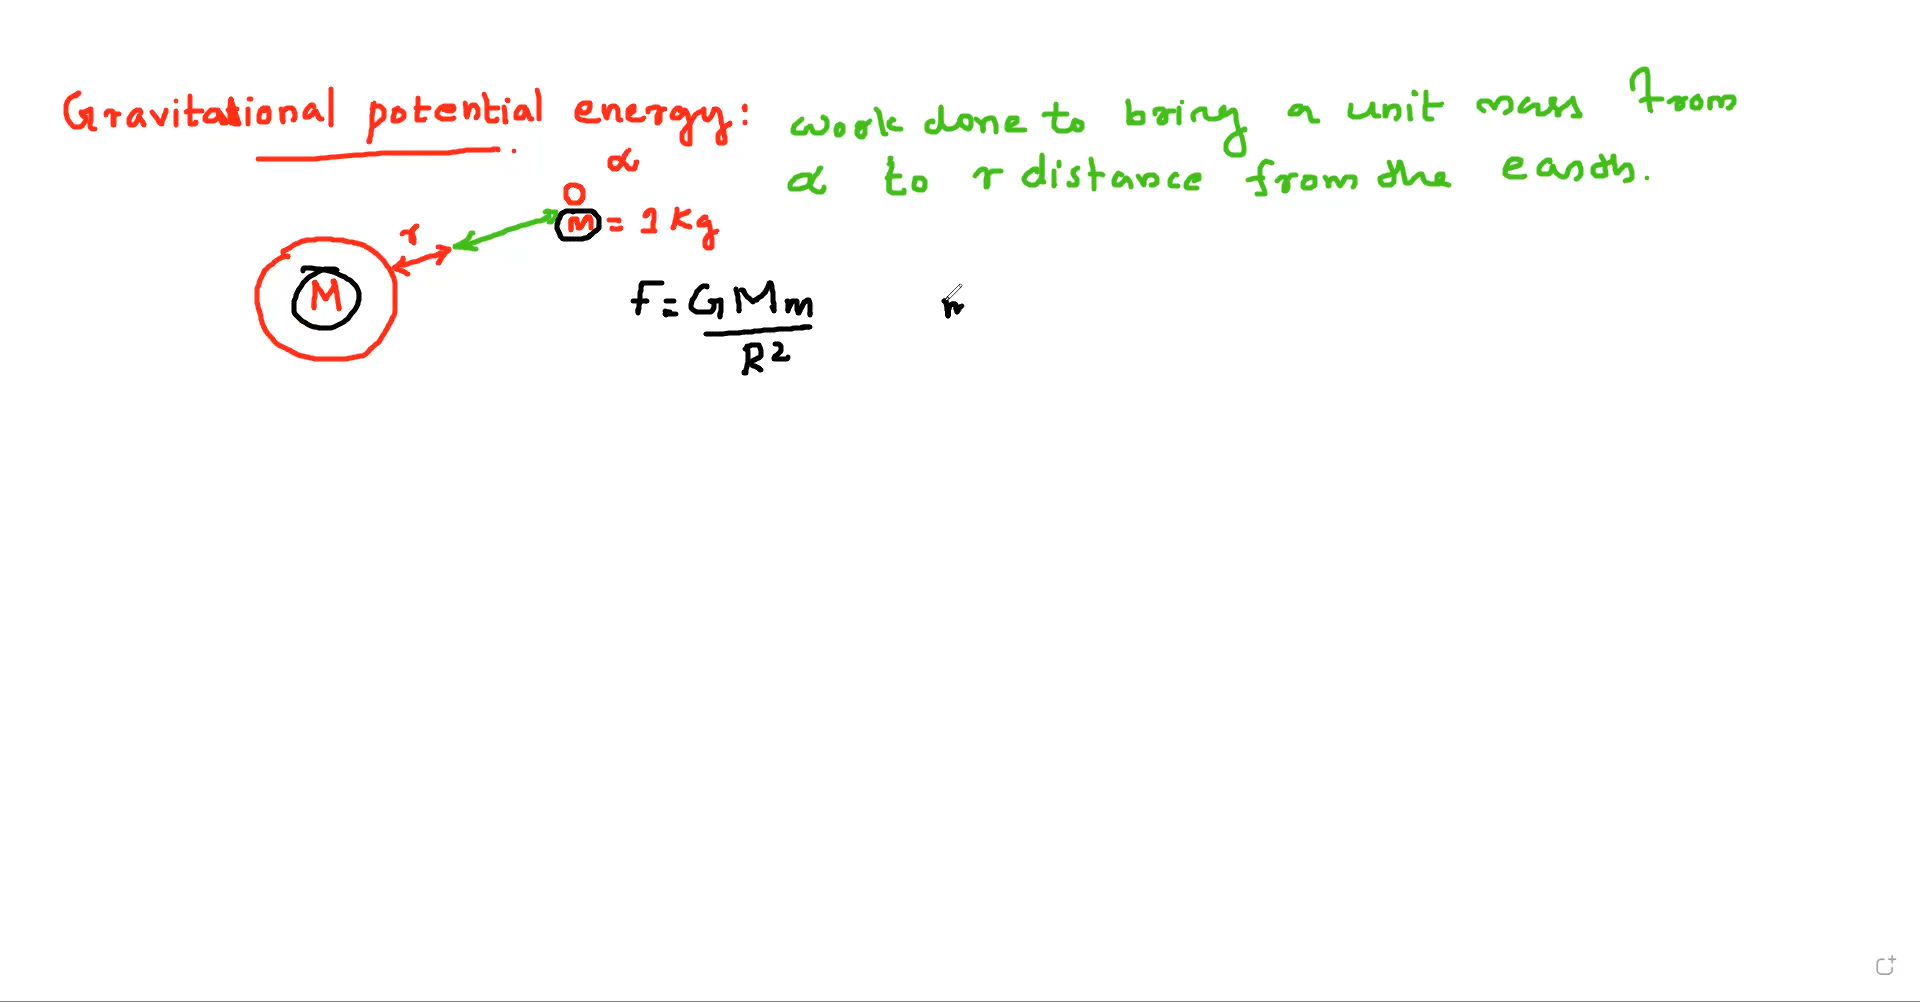 Gravitational potential energy: work done to bring a unit mass from
α to r distance from the earth.
α
O
m = 1 Kg
r
M
F = GMm
R²
n